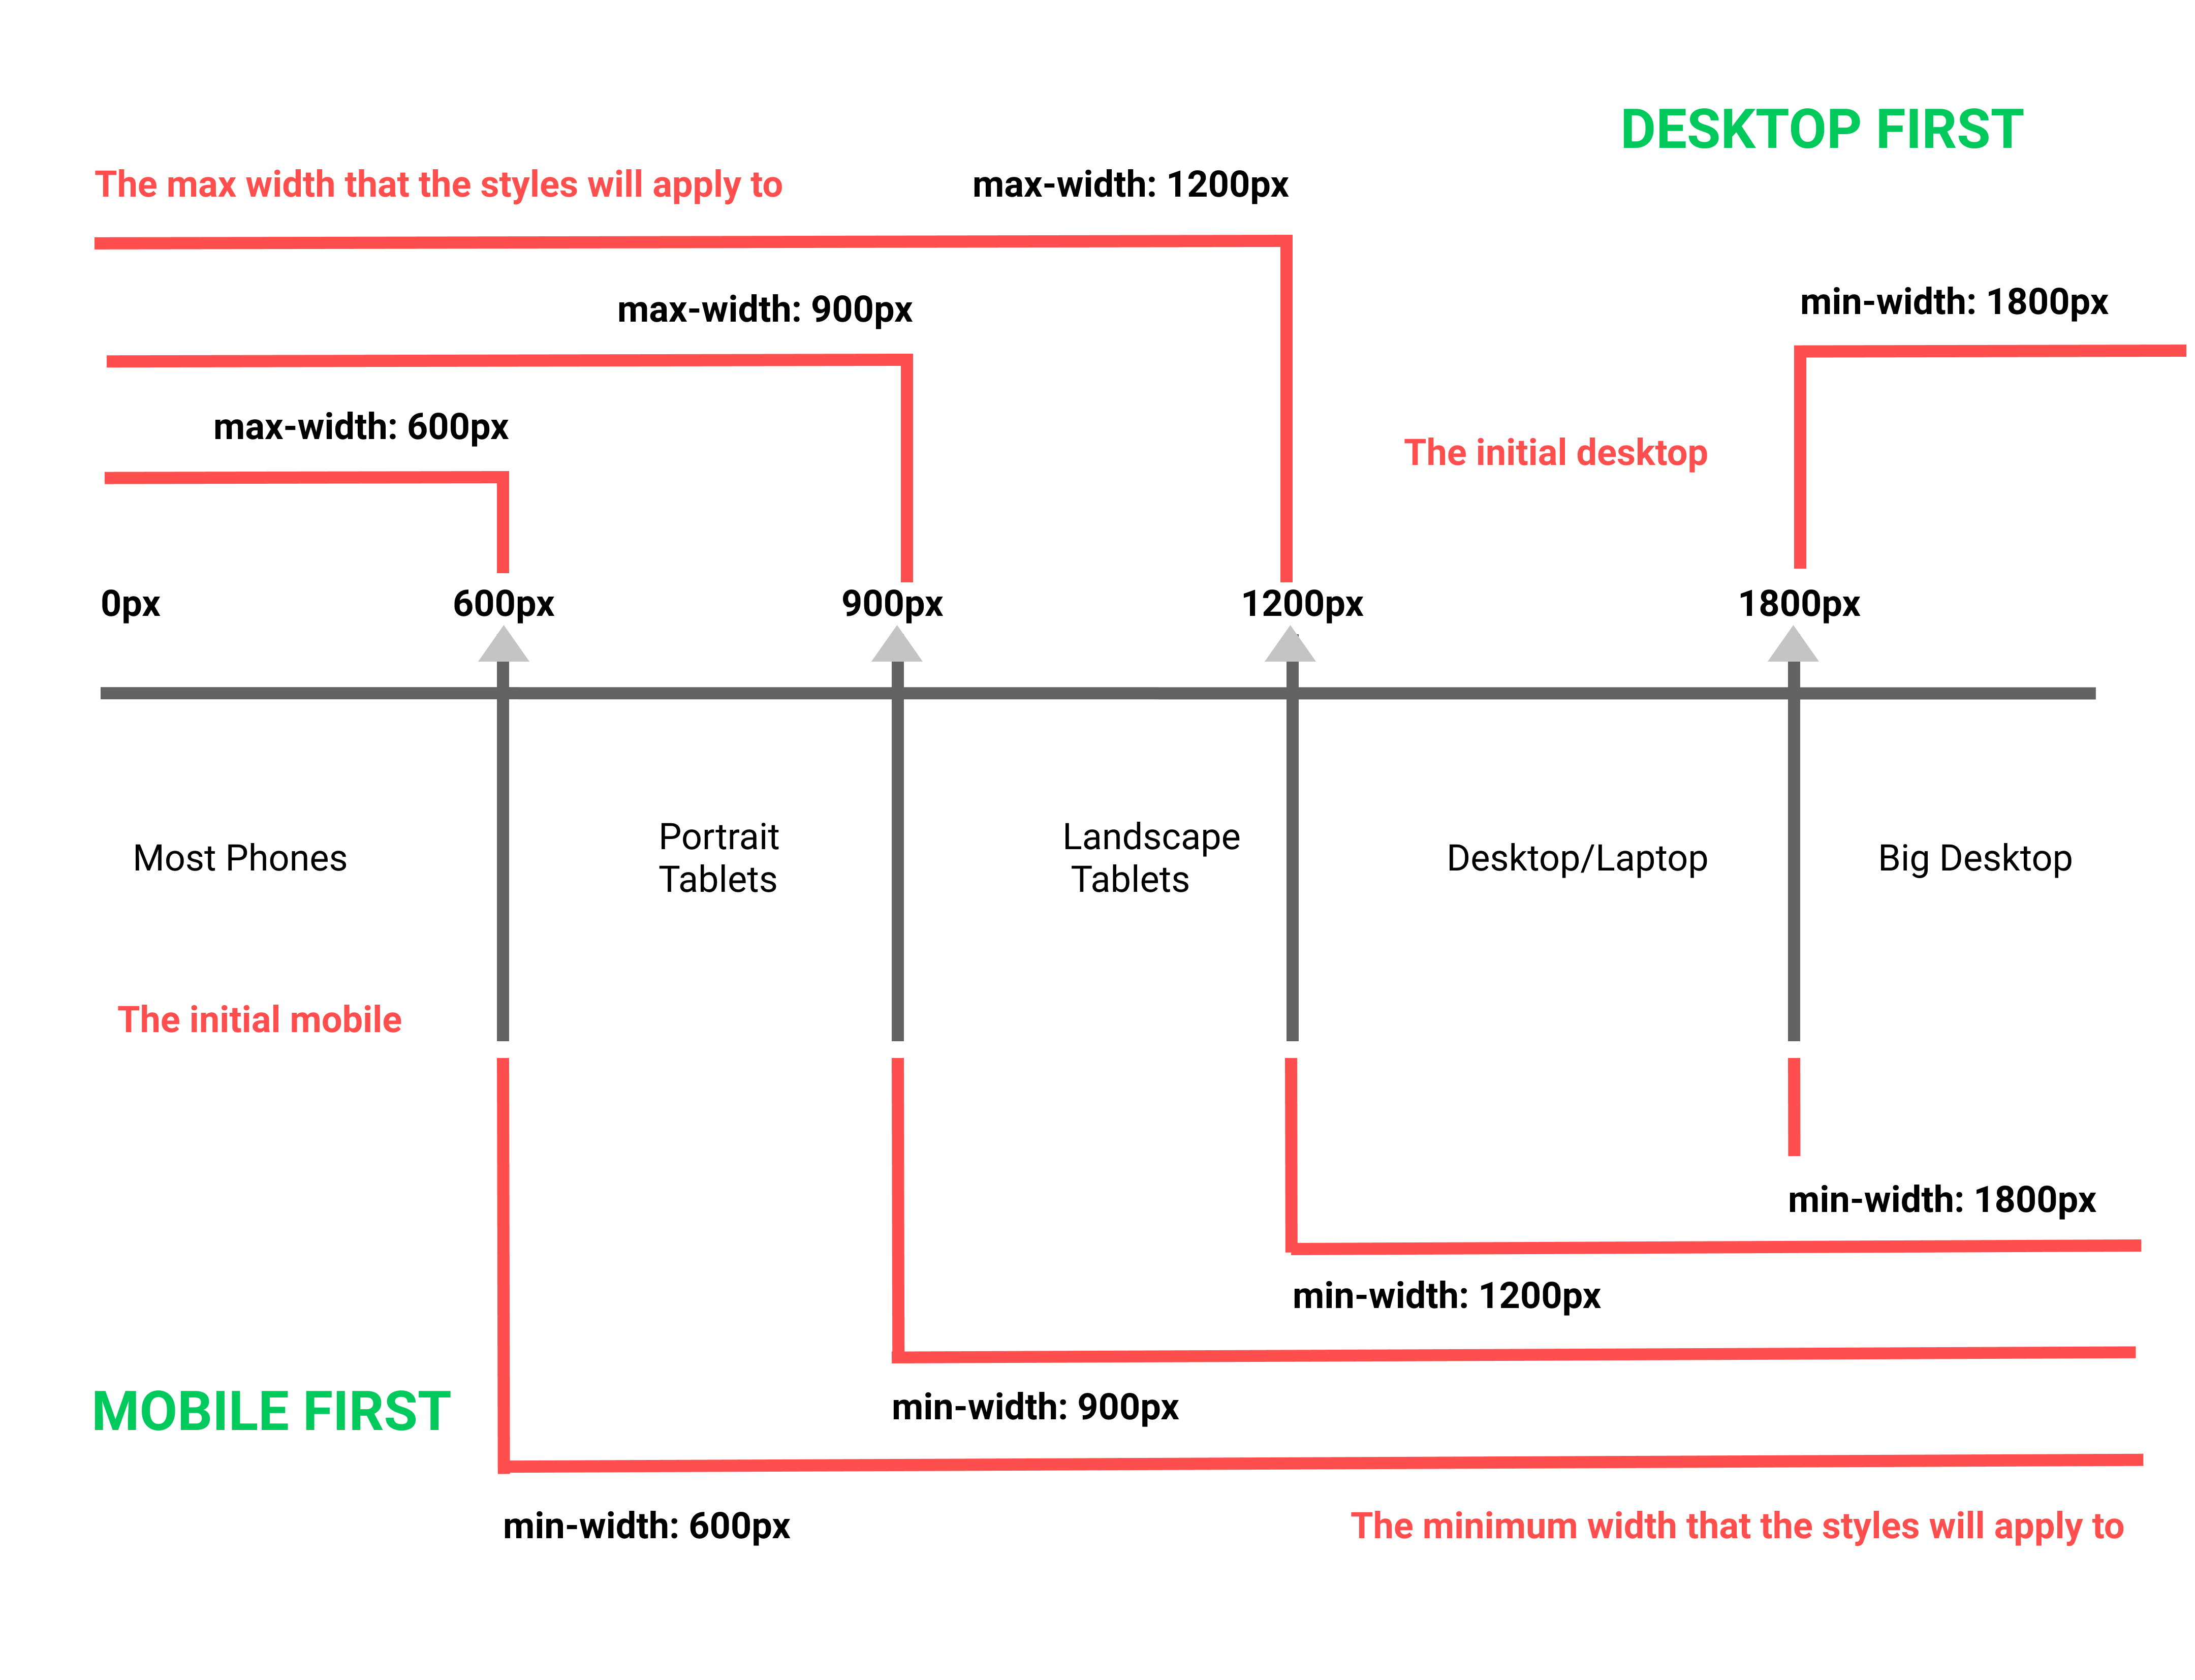 DESKTOP FIRST
The max width that the styles will apply to
max-width: 1200px
max-width: 900px
min-width: 1800px
max-width: 600px
The initial desktop
0px
600px
900px
1200px
1800px
Most Phones
Portrait
Tablets
Landscape
Tablets
Desktop/Laptop
Big Desktop
The initial mobile
min-width: 1800px
min-width: 1200px
MOBILE FIRST
min-width: 900px
min-width: 600px
The minimum width that the styles will apply to